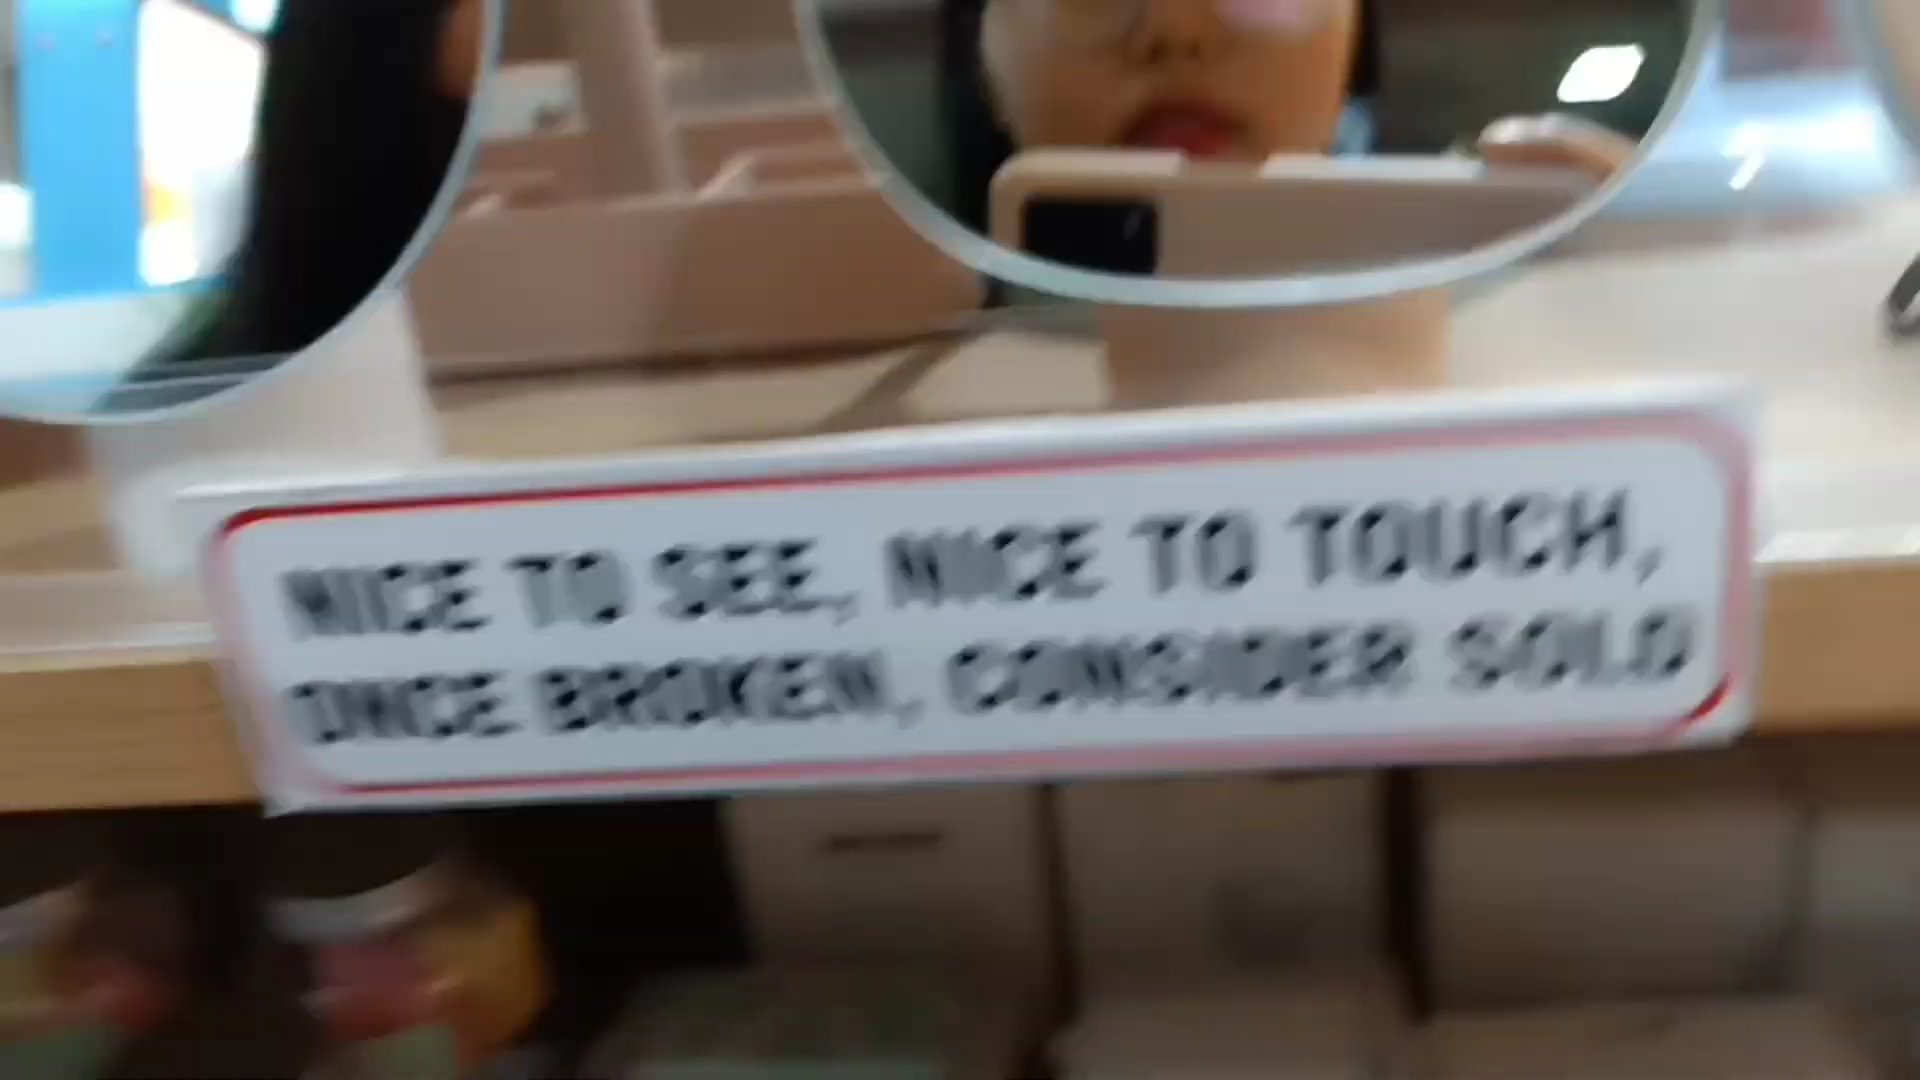 NICE TO SEE, NICE TO TOUCH,
ONCE BROKEN, CONSIDER SOLD